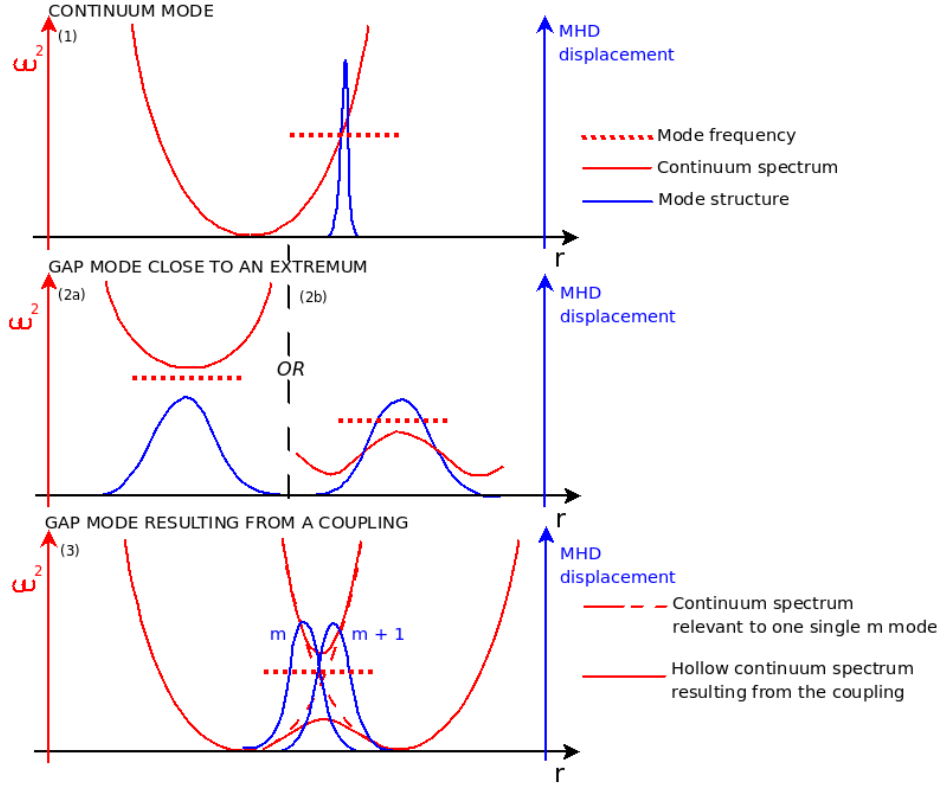 CONTINUUM MODE
(1)
ω²
MHD
displacement
Mode frequency
Continuum spectrum
Mode structure
r
GAP MODE CLOSE TO AN EXTREMUM
(2a)
(2b)
ω²
MHD
displacement
OR
r
GAP MODE RESULTING FROM A COUPLING
(3)
ω²
MHD
displacement
m
m + 1
Continuum spectrum
relevant to one single m mode
Hollow continuum spectrum
resulting from the coupling
r